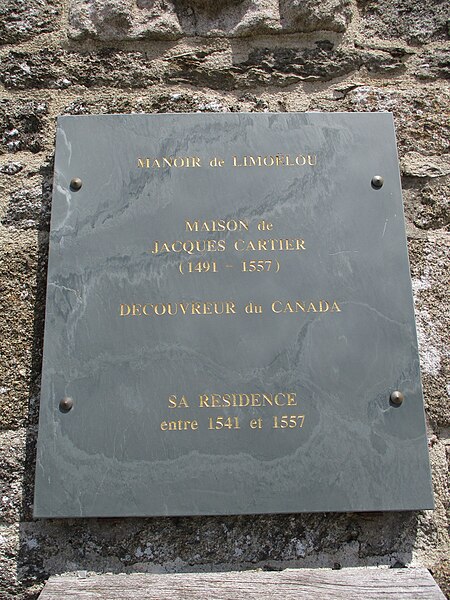 MANOIR de LIMOËLOU
MAISON de
JACQUES CARTIER
(1491 - 1557)
DECOUVREUR du CANADA
SA RESIDENCE
entre 1541 et 1557